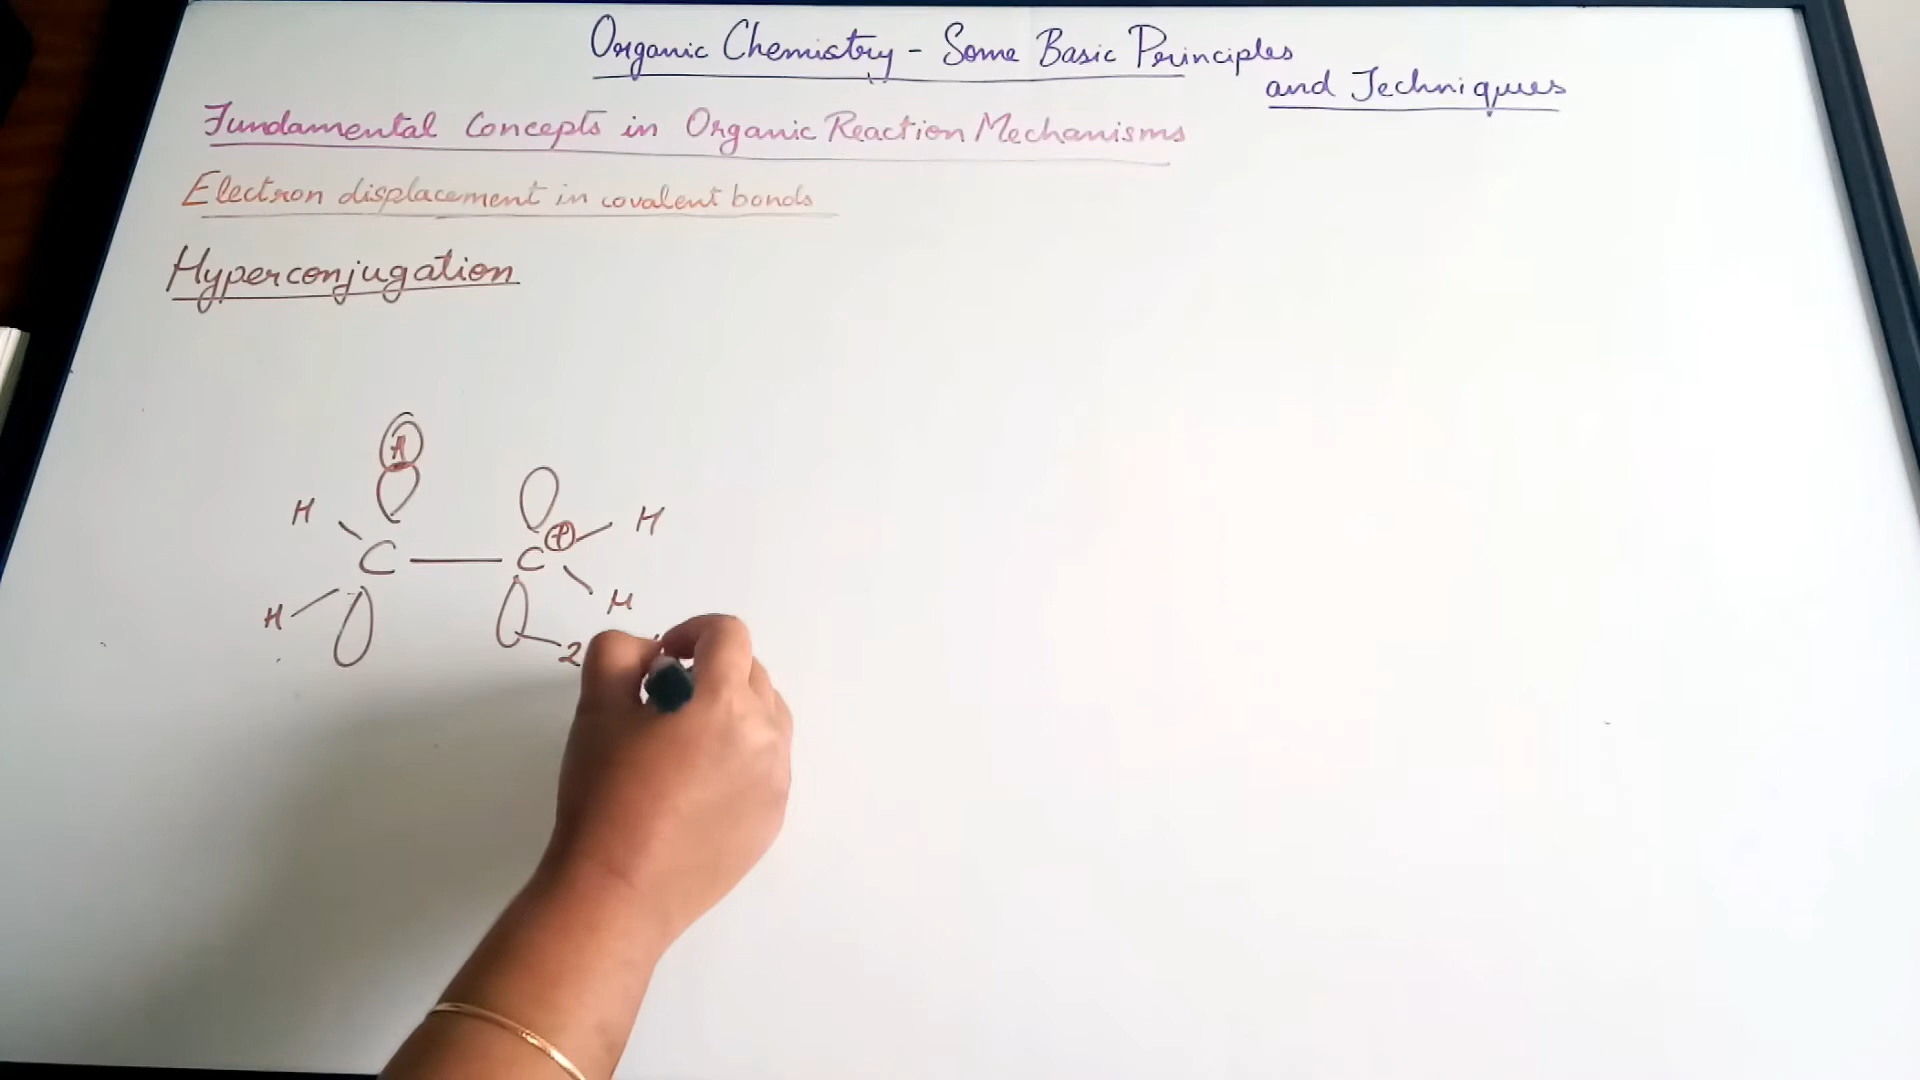 Organic Chemistry - Some Basic Principles
and Techniques
Fundamental Concepts in Organic Reaction Mechanisms
Electron displacement in covalent bonds
Hyperconjugation
H
H H
C C +
H H
2